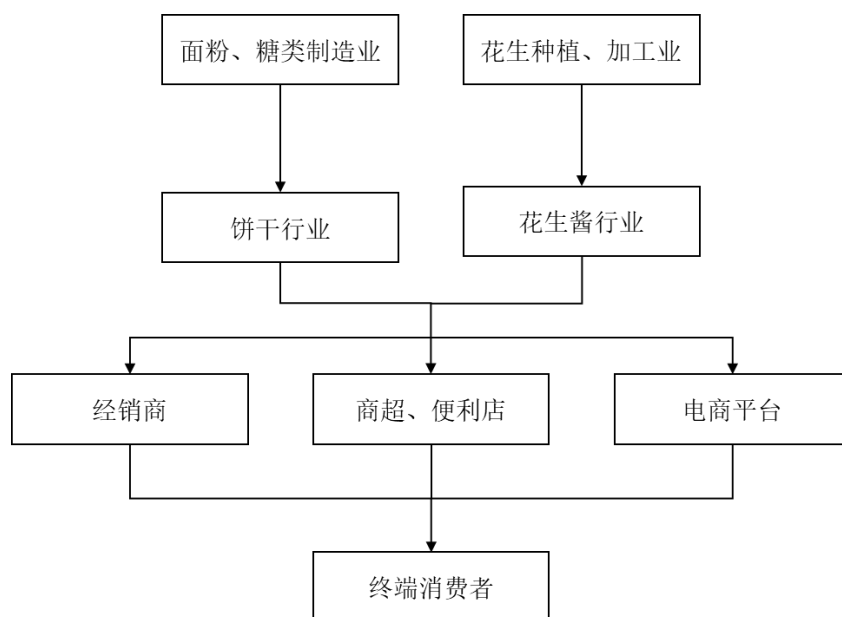 面粉、糖类制造业
花生种植、加工业
饼干行业
花生酱行业
经销商
商超、便利店
电商平台
终端消费者